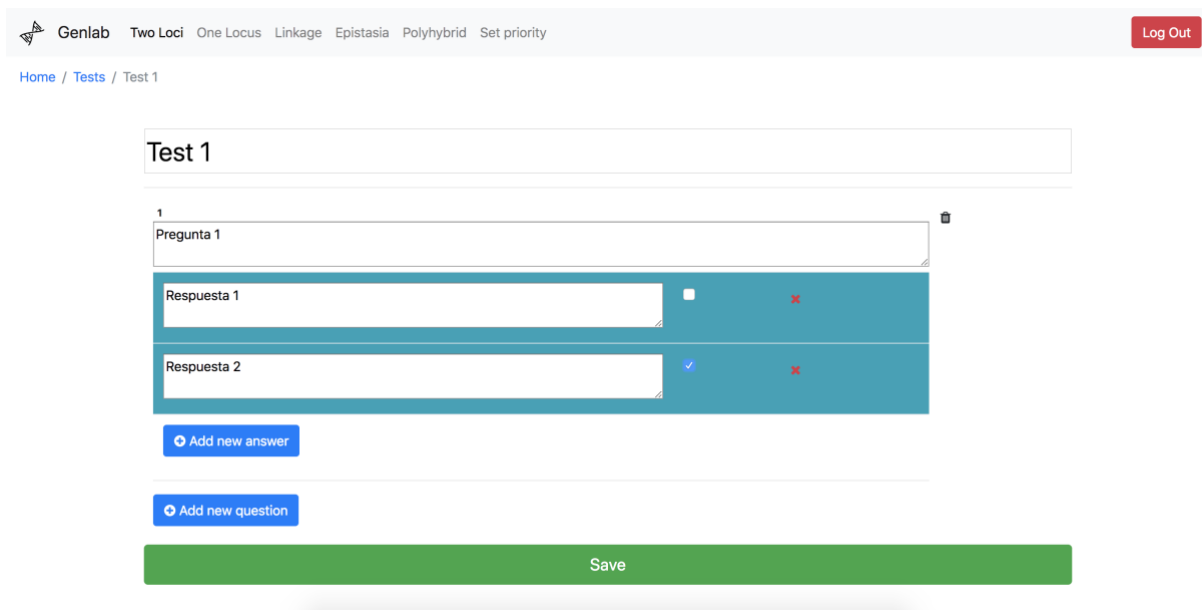 Genlab Two Loci One Locus Linkage Epistasia Polyhybrid Set priority Log Out
Home / Tests / Test 1
Test 1
1
Pregunta 1
Respuesta 1
Respuesta 2
Add new answer
Add new question
Save